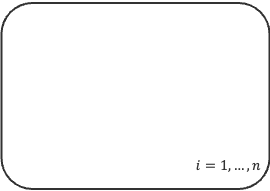 i = 1, ..., n